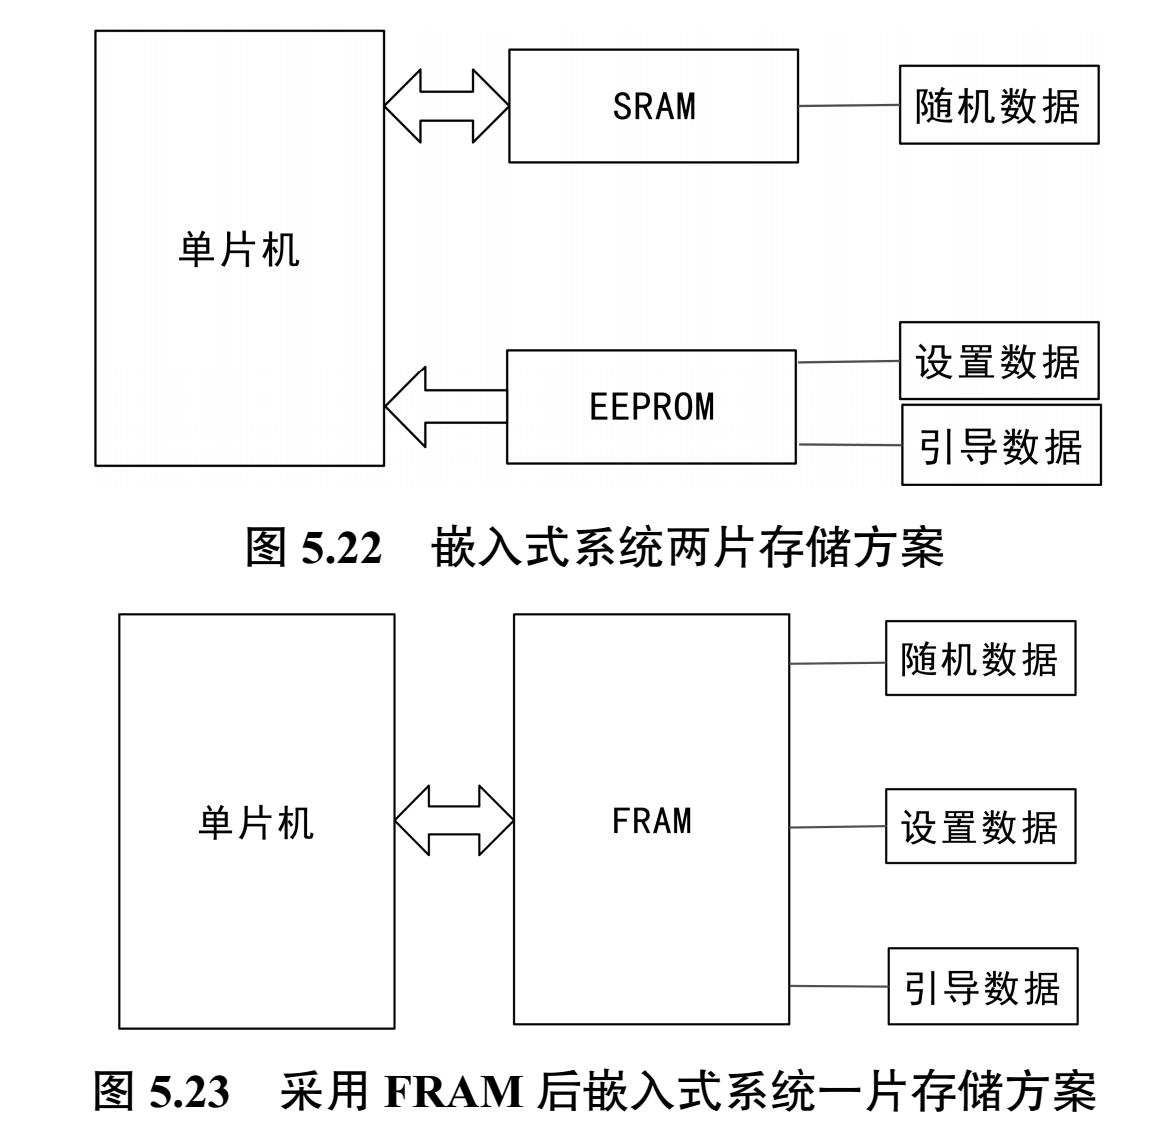 SRAM
随机数据
单片机
设置数据
EEPROM
引导数据
图 5.22 嵌入式系统两片存储方案
随机数据
单片机
FRAM
设置数据
引导数据
图 5.23 采用 FRAM 后嵌入式系统一片存储方案